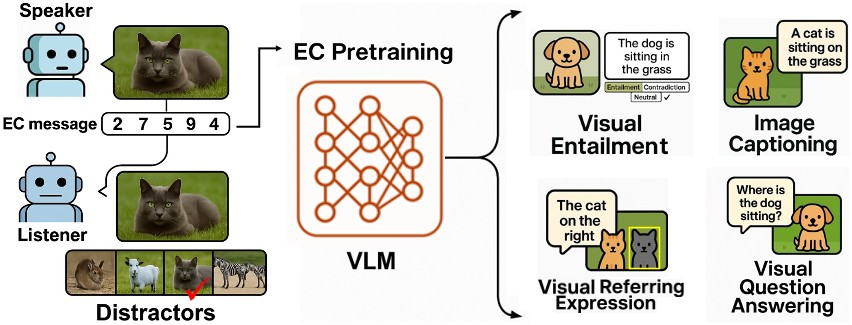 Speaker
EC message
2 7 5 9 4
Listener
Distractors
EC Pretraining
VLM
The dog is
sitting in
the grass
Entailment Contradiction
Neutral ✓
Visual
Entailment
A cat is
sitting on
the grass
Image
Captioning
The cat
on the
right
Visual Referring
Expression
Where is
the dog
sitting?
Visual
Question
Answering